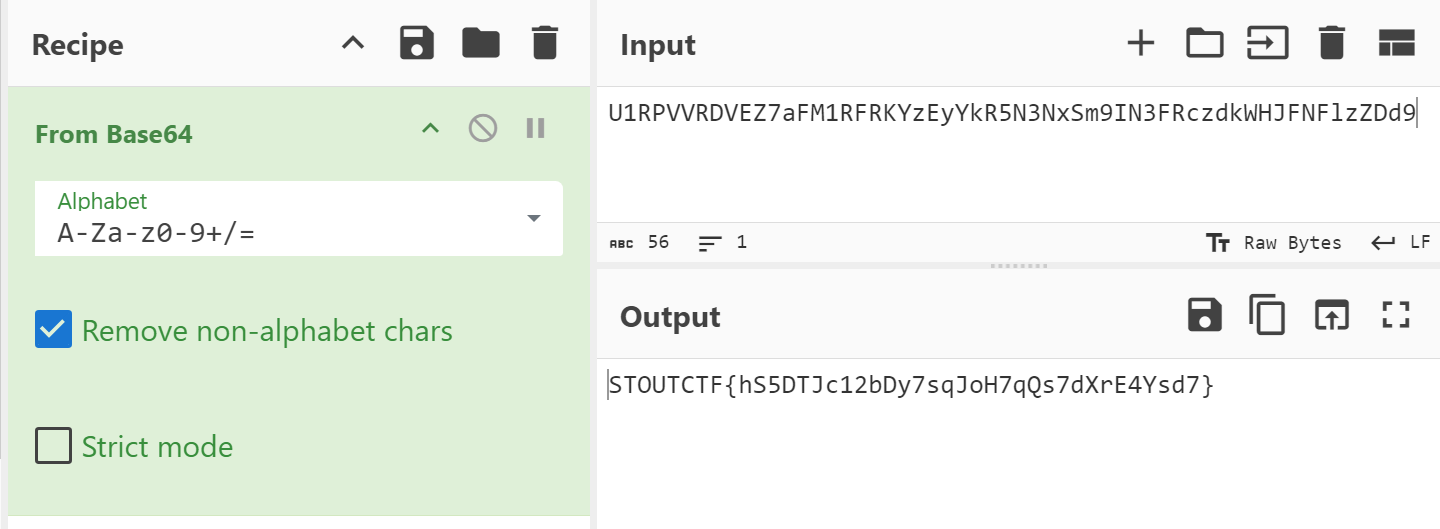 Recipe
From Base64
Alphabet
A-Za-z0-9+/=
Remove non-alphabet chars
Strict mode
Input
U1RPVVRDVEZ7aFM1RFRKYzEyYkR5N3NxSm9IN3FRczdkWHJFNFlzZDd9
ABC 56 1 Tт Raw Bytes LF
Output
STOUTCTF{hS5DTJc12bDy7sqJoH7qQs7dXrE4Ysd7}